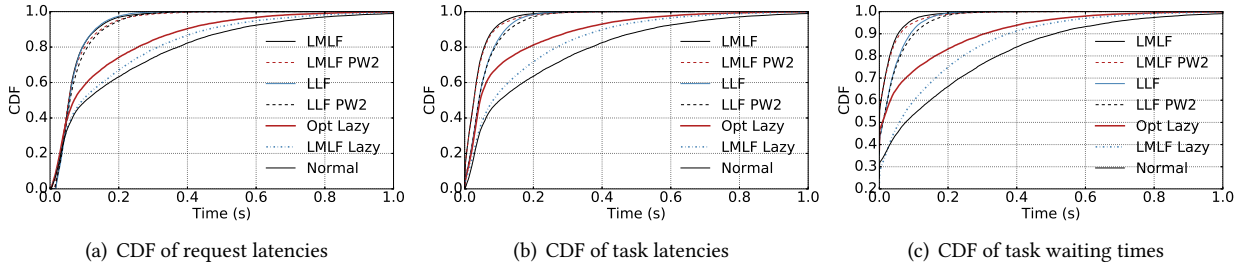 1.0
0.8
0.6
0.4
0.2
0.0
CDF
0.0 0.2 0.4 0.6 0.8 1.0
Time (s)
LMLF
LMLF PW2
LLF
LLF PW2
Opt Lazy
LMLF Lazy
Normal
(a) CDF of request latencies
1.0
0.8
0.6
0.4
0.2
0.0
CDF
0.0 0.2 0.4 0.6 0.8 1.0
Time (s)
LMLF
LMLF PW2
LLF
LLF PW2
Opt Lazy
LMLF Lazy
Normal
(b) CDF of task latencies
1.0
0.9
0.8
0.7
0.6
0.5
0.4
0.3
0.2
CDF
0.0 0.2 0.4 0.6 0.8 1.0
Time (s)
LMLF
LMLF PW2
LLF
LLF PW2
Opt Lazy
LMLF Lazy
Normal
(c) CDF of task waiting times